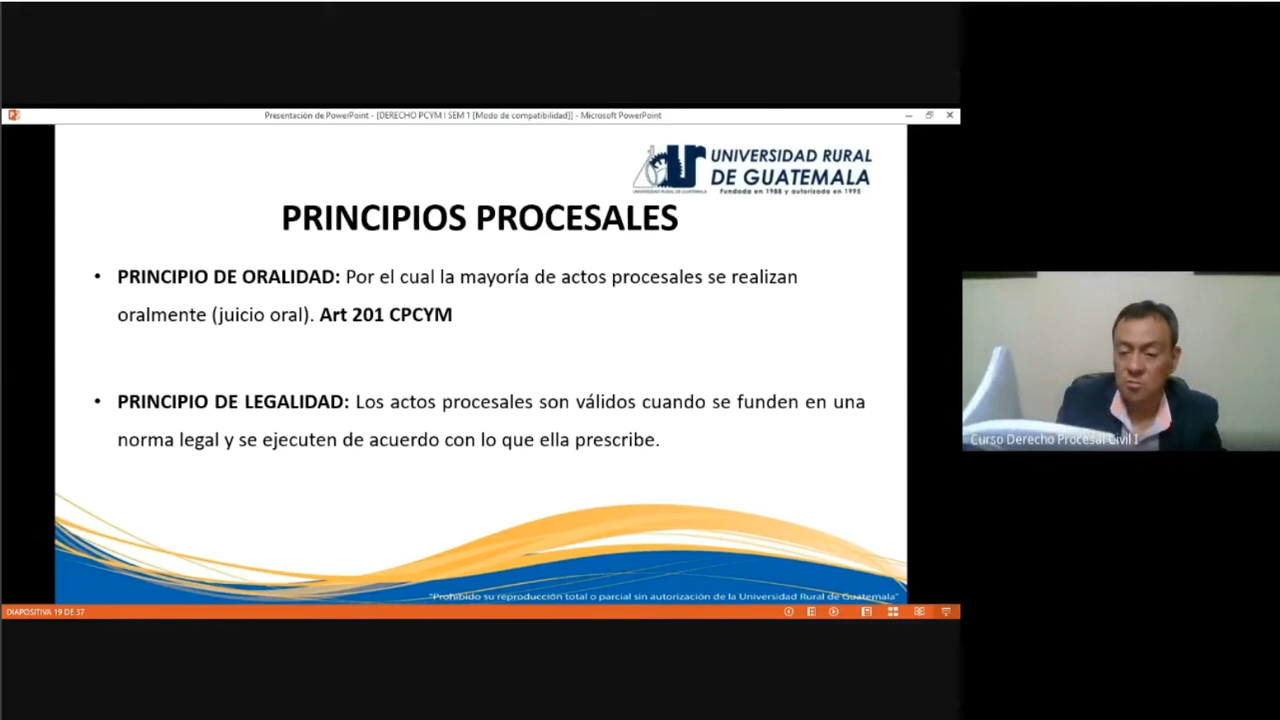 Presentación de PowerPoint - [DERECHO PCYM I SEM 1 [Modo de compatibilidad]] - Microsoft PowerPoint
UNIVERSIDAD RURAL
DE GUATEMALA
Fundada en 1988 y autorizada en 1995
UNIVERSIDAD RURAL DE GUATEMALA
PRINCIPIOS PROCESALES
• PRINCIPIO DE ORALIDAD: Por el cual la mayoría de actos procesales se realizan
oralmente (juicio oral). Art 201 CPCYM
• PRINCIPIO DE LEGALIDAD: Los actos procesales son válidos cuando se funden en una
norma legal y se ejecuten de acuerdo con lo que ella prescribe.
"Prohibido su reproducción total o parcial sin autorización de la Universidad Rural de Guatemala"
DIAPOSITIVA 19 DE 37
Curso Derecho Procesal Civil I